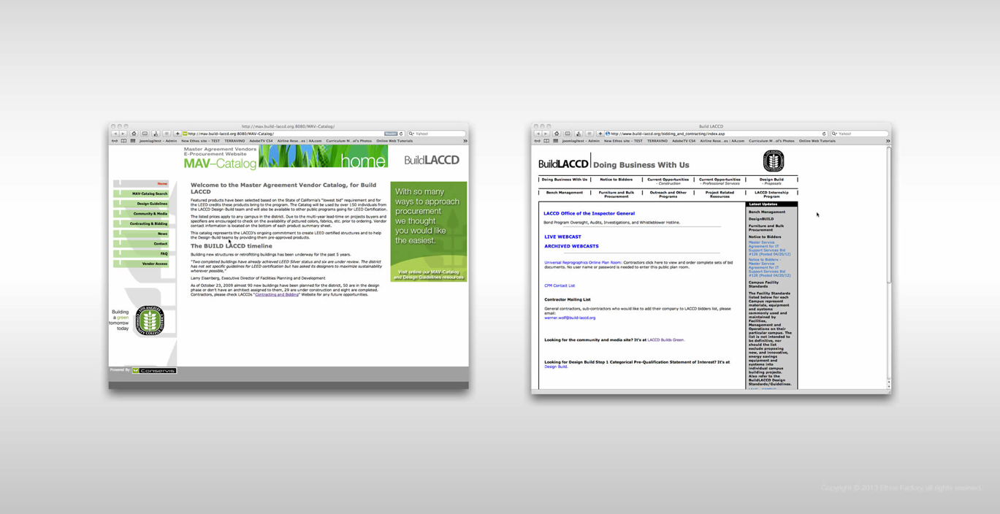 http://mav.build-laccd.org:8080/MAV-Catalog/
http://mav.build-laccd.org:8080/MAV-Catalog/
Reader
Yahoo!
joomlagitest - Admin
New Ethos site - TEST
TERRAVINO
AdobeTV CS4
Airline Rese...es | AA.com
Curriculum M...ol's Photos
Online Web Tutorials
Master Agreement Vendors
E-Procurement Website
MAV-Catalog
home
BuildLACCD
Home
MAV-Catalog Search
Design Guidelines
Community & Media
Contracting & Bidding
News
Contact
FAQ
Vendor Access
Building
a green
tomorrow
today
LOS ANGELES
COMMUNITY COLLEGE DISTRICT
Powered By
Conservis
Welcome to the Master Agreement Vendor Catalog, for Build
LACCD
Featured products have been selected based on the State of California's "lowest bid" requirement and for
the LEED credits these products bring to the program. The Catalog will be used by over 150 individuals from
the LACCD Design-Build team and will also be available to other public programs going for LEED Certification.
The listed prices apply to any campus in the district. Due to the multi-year lead-time on projects buyers and
specifiers are encouraged to check on the availability of pictured colors, fabrics, etc. prior to ordering. Vendor
contact information is located on the bottom of each product summary sheet.
This catalog represents the LACCD's ongoing commitment to create LEED certified structures and to help
the Design-Build teams by providing them pre-approved products.
The BUILD LACCD timeline
Building new structures or retrofitting buildings has been underway for the past 5 years.
"Two completed buildings have already achieved LEED Silver status and six are under review. The district
has not set specific guidelines for LEED certification but has asked its designers to maximize sustainability
wherever possible,"
Larry Eisenberg, Executive Director of Facilities Planning and Development
As of October 23, 2009 almost 90 new buildings have been planned for the district, 50 are in the design
phase or don't have an architect assigned to them, 29 are under construction and eight are completed.
Contractors, please check LACCDs "Contracting and Bidding" Website for any future opportunities.
With so many
ways to approach
procurement
we thought
you would like
the easiest.
Visit online our MAV-Catalog
and Design Guidelines resources
Build LACCD
http://www.build-laccd.org/bidding_and_contracting/index.asp
Yahoo!
joomlagitest - Admin
New Ethos site - TEST
TERRAVINO
AdobeTV CS4
Airline Rese...es | AA.com
Curriculum M...ol's Photos
Online Web Tutorials
BuildLACCD
Doing Business With Us
Doing Business With Us
Notice to Bidders
Current Opportunities
- Construction
Current Opportunities
- Professional Services
Design Build
- Proposals
Bench Management
Furniture and Bulk
Procurement
Outreach and Other
Programs
Project Related
Resources
LACCD Internship
Program
LACCD Office of the Inspector General
Bond Program Oversight, Audits, Investigations, and Whistleblower Hotline.
LIVE WEBCAST
ARCHIVED WEBCASTS
Universal Reprographics Online Plan Room: Contractors click here to view and order complete sets of bid
documents. No user name or password is needed to enter this public plan room.
CPM Contact List
Contractor Mailing List
General contractors, sub-contractors who would like to add their company to LACCD bidders list, please
email:
werner.wolf@build-laccd.org
Looking for the community and media site? It's at LACCD Builds Green.
Looking for Design Build Step 1 Categorical Pre-Qualification Statement of Interest? It's at
Design Build.
Latest Updates
Bench Management
DesignBUILD
Furniture and Bulk
Procurement
Notice to Bidders
Master Service
Agreement for IT
Support Services Bid
#126 (Posted 04/20/12)
Notice to Bidders -
Master Service
Agreement for IT
Support Services Bid
#126 (Posted 04/20/12)
Campus Facility
Standards
The Facility Standards
listed below for each
Campus represent
materials, equipment
and systems
commonly used and
maintained by
Facilities,
Management and
Operations on their
particular campus. The
list is not intended to
be definitive, nor
should the list
exclude proposing
new, and innovative,
energy savings
equipment and
systems into
individual campus
building projects.
Also refer to the
BuildLACCD Design
Standards/Guidelines.
Copyright © 2013 Ethos Factory, all rights reserved.